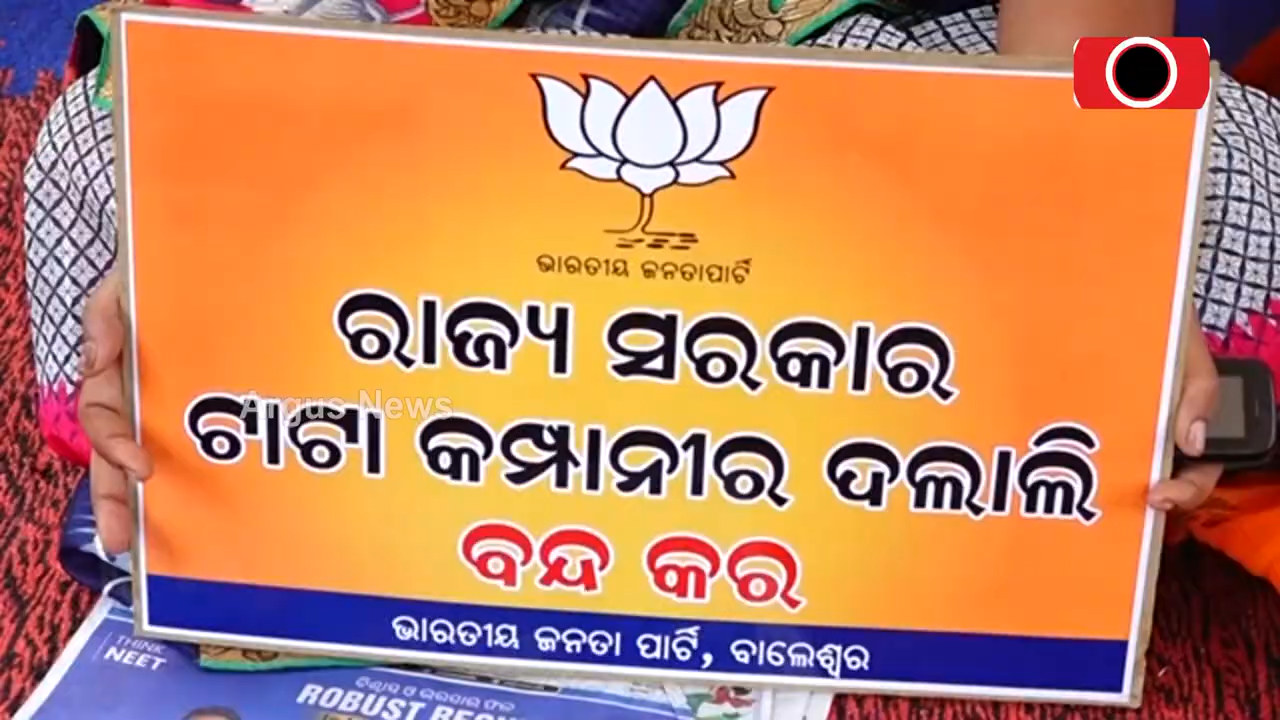 ଭାରତୀୟ ଜନତାପାର୍ଟି
ରାଜ୍ୟ ସରକାର
ଟାଟା କମ୍ପାନୀର ଦଲାଲି
ବନ୍ଦ କର
ଭାରତୀୟ ଜନତା ପାର୍ଟି, ବାଲେଶ୍ୱର
Argus News
THINK
NEET
ROBUST